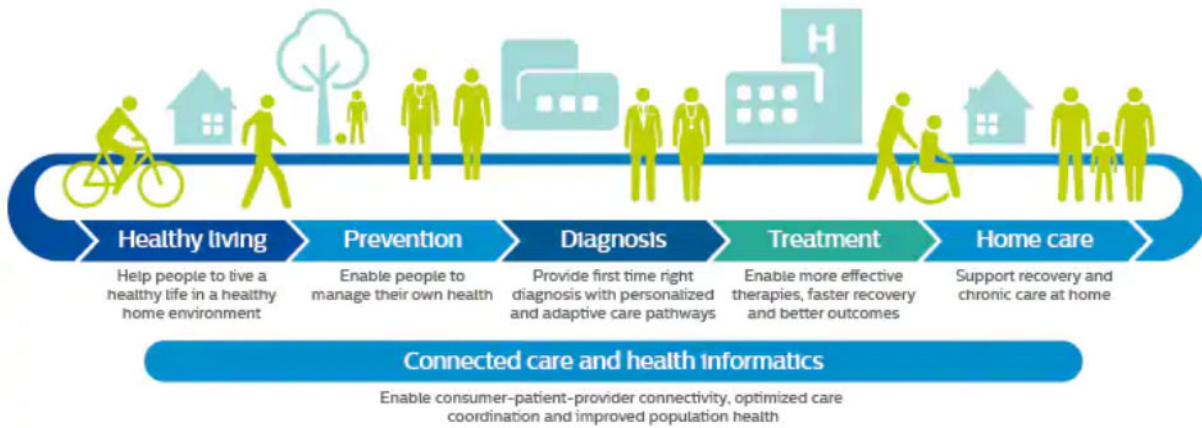 H
Healthy living
Prevention
Diagnosis
Treatment
Home care
Help people to live a
healthy life in a healthy
home environment
Enable people to
manage their own health
Provide first time right
diagnosis with personalized
and adaptive care pathways
Enable more effective
therapies, faster recovery
and better outcomes
Support recovery and
chronic care at home
Connected care and health informatics
Enable consumer-patient-provider connectivity, optimized care
coordination and improved population health